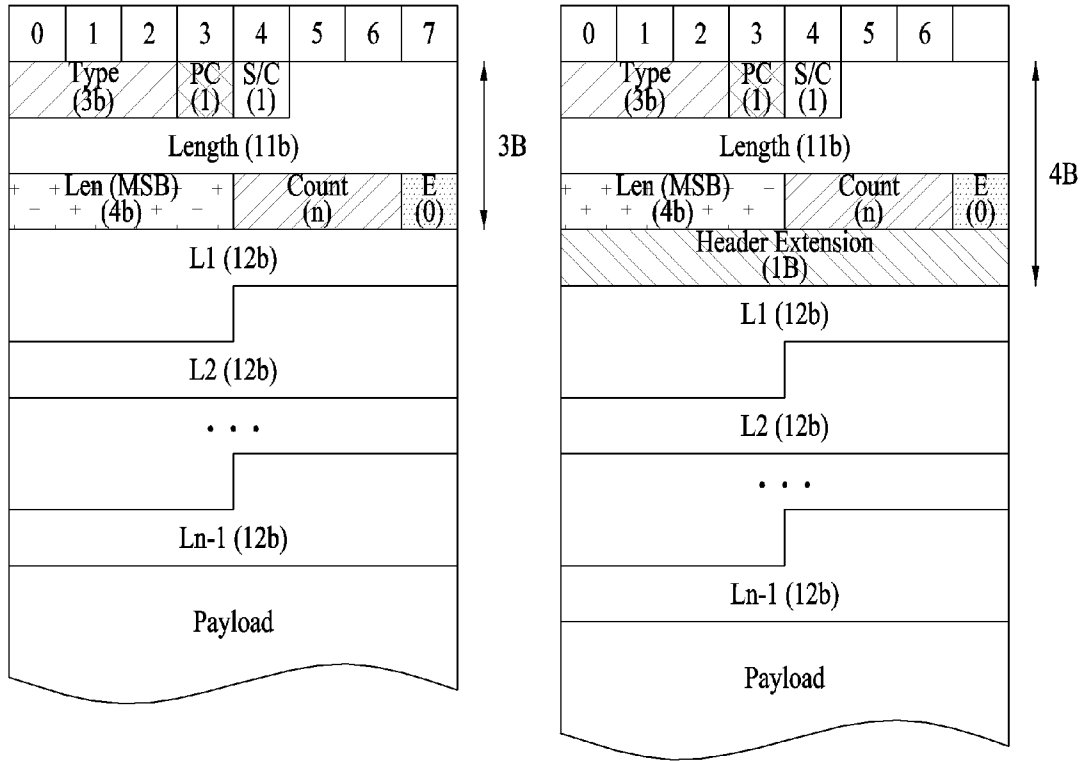 0 1 2 3 4 5 6 7
Type (3b) PC (1) S/C (1)
Length (11b)
3B
Len (MSB) (4b) Count (n) E (0)
L1 (12b)
L2 (12b)
. . .
Ln-1 (12b)
Payload
0 1 2 3 4 5 6
Type (3b) PC (1) S/C (1)
Length (11b)
4B
Len (MSB) (4b) Count (n) E (0)
Header Extension (1B)
L1 (12b)
L2 (12b)
. . .
Ln-1 (12b)
Payload